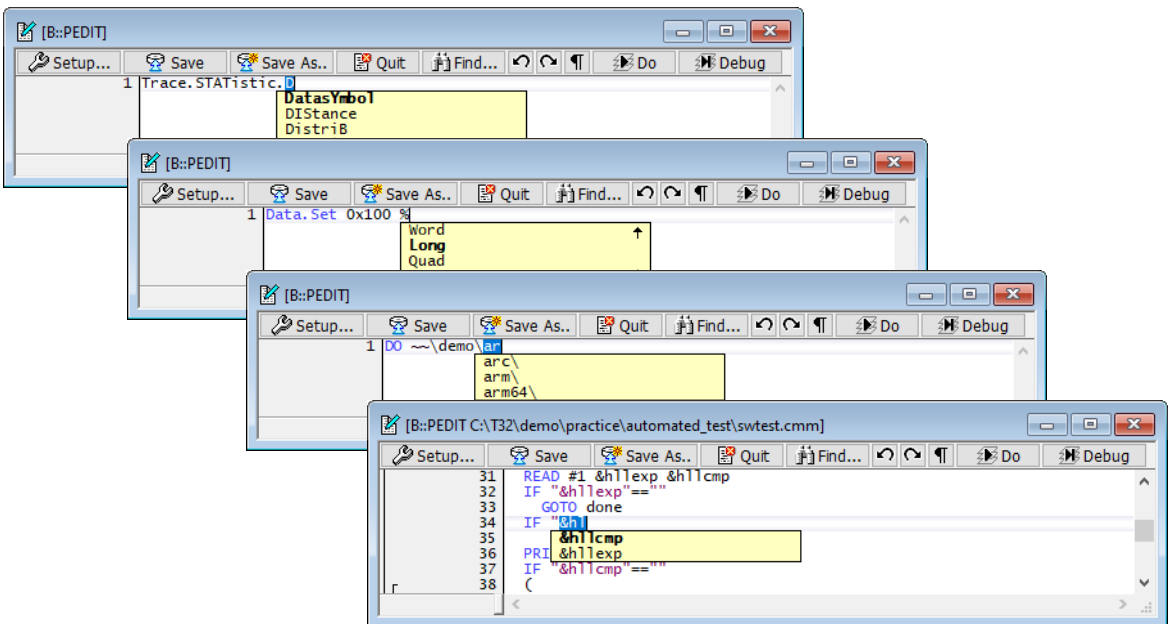 [B::PEDIT]
Setup... Save Save As.. Quit Find... Do Debug
1 Trace.STATistic.D
DatasYmbol
DIStance
DistriB
[B::PEDIT]
Setup... Save Save As.. Quit Find... Do Debug
1 Data.Set 0x100 %
Word
Long
Quad
[B::PEDIT]
Setup... Save Save As.. Quit Find... Do Debug
1 DO ~~\demo\ar
arc\
arm\
arm64\
[B::PEDIT C:\T32\demo\practice\automated_test\swtest.cmm]
Setup... Save Save As.. Quit Find... Do Debug
31 READ #1 &hllexp &hllcmp
32 IF "&hllexp"==""
33 GOTO done
34 IF "&hl
35 &hllcmp
36 PRI &hllexp
37 IF "&hllcmp"==""
38 (